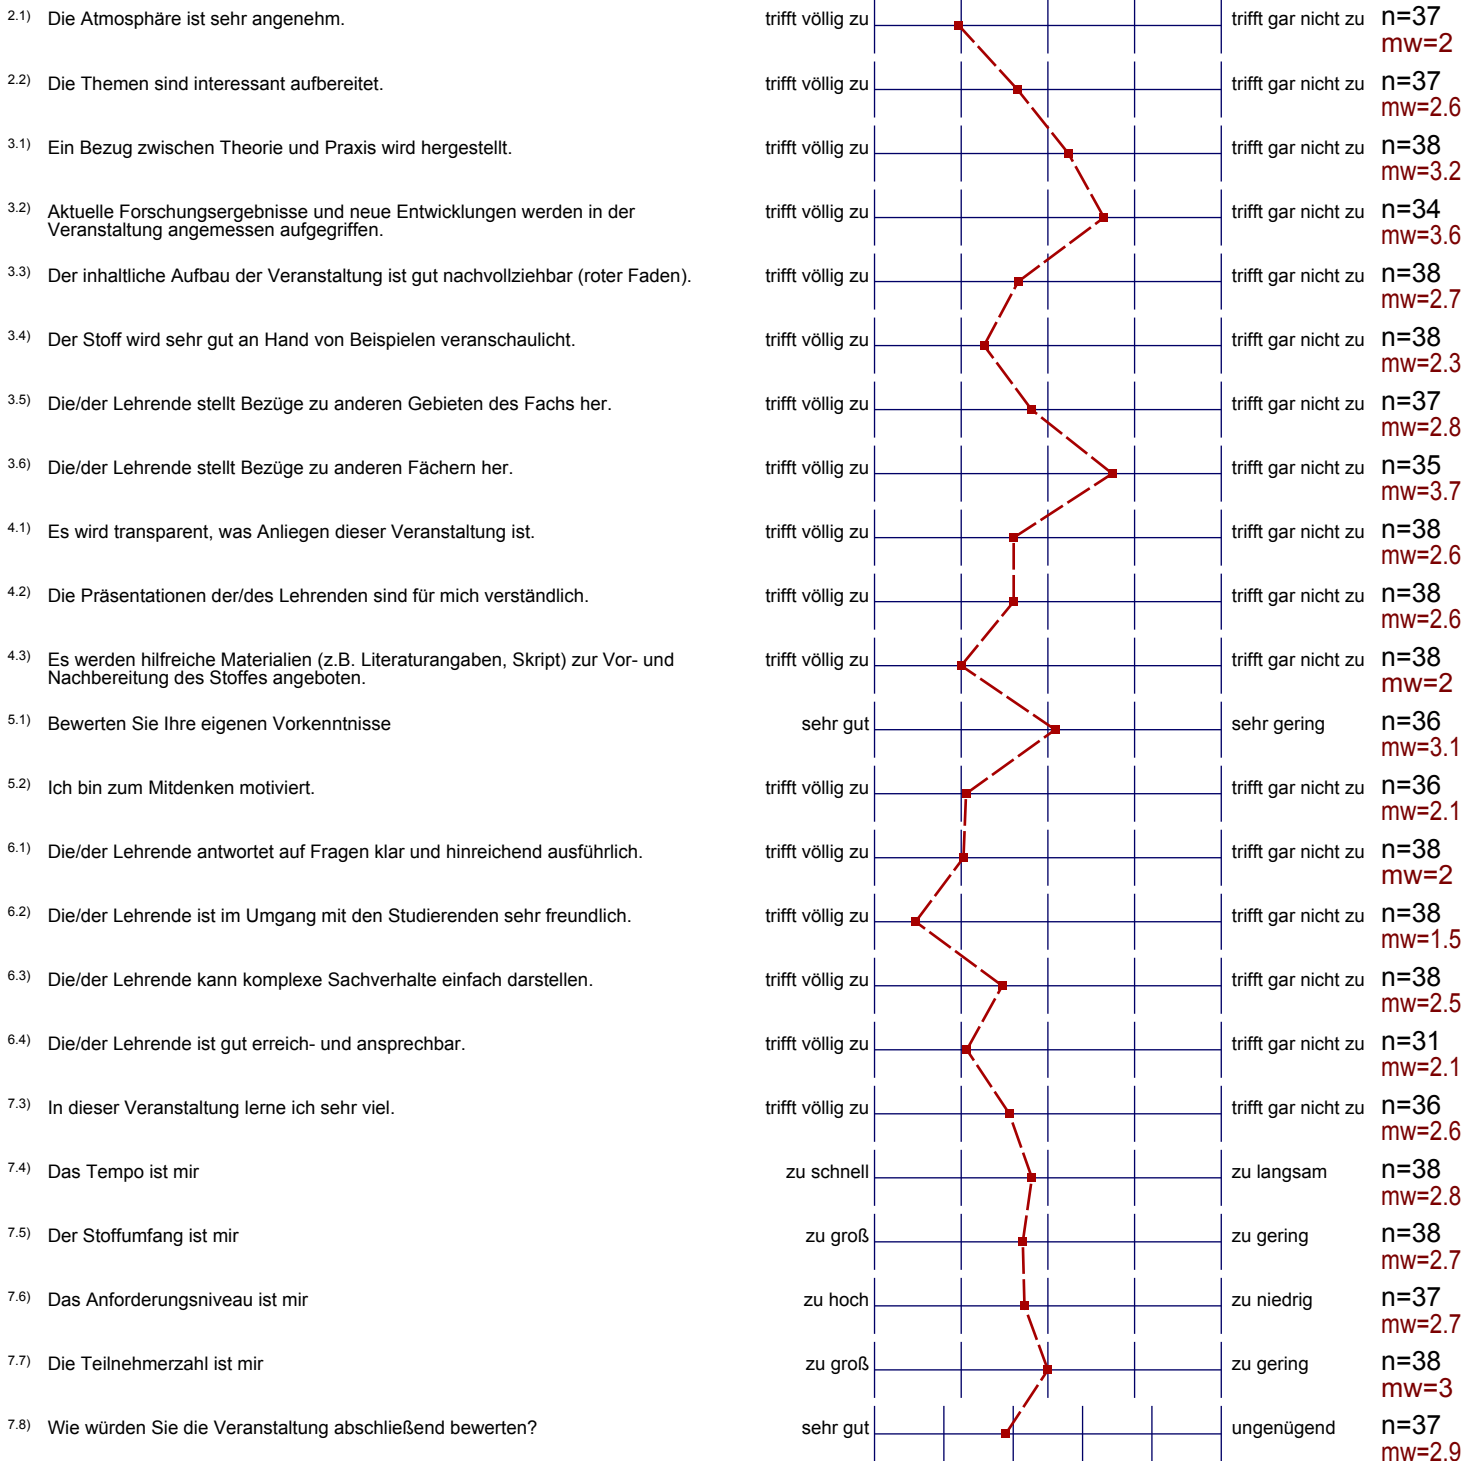 2.1) Die Atmosphäre ist sehr angenehm. trifft völlig zu trifft gar nicht zu n=37
mw=2
2.2) Die Themen sind interessant aufbereitet. trifft völlig zu trifft gar nicht zu n=37
mw=2.6
3.1) Ein Bezug zwischen Theorie und Praxis wird hergestellt. trifft völlig zu trifft gar nicht zu n=38
mw=3.2
3.2) Aktuelle Forschungsergebnisse und neue Entwicklungen werden in der trifft völlig zu trifft gar nicht zu n=34
Veranstaltung angemessen aufgegriffen. mw=3.6
3.3) Der inhaltliche Aufbau der Veranstaltung ist gut nachvollziehbar (roter Faden). trifft völlig zu trifft gar nicht zu n=38
mw=2.7
3.4) Der Stoff wird sehr gut an Hand von Beispielen veranschaulicht. trifft völlig zu trifft gar nicht zu n=38
mw=2.3
3.5) Die/der Lehrende stellt Bezüge zu anderen Gebieten des Fachs her. trifft völlig zu trifft gar nicht zu n=37
mw=2.8
3.6) Die/der Lehrende stellt Bezüge zu anderen Fächern her. trifft völlig zu trifft gar nicht zu n=35
mw=3.7
4.1) Es wird transparent, was Anliegen dieser Veranstaltung ist. trifft völlig zu trifft gar nicht zu n=38
mw=2.6
4.2) Die Präsentationen der/des Lehrenden sind für mich verständlich. trifft völlig zu trifft gar nicht zu n=38
mw=2.6
4.3) Es werden hilfreiche Materialien (z.B. Literaturangaben, Skript) zur Vor- und trifft völlig zu trifft gar nicht zu n=38
Nachbereitung des Stoffes angeboten. mw=2
5.1) Bewerten Sie Ihre eigenen Vorkenntnisse sehr gut sehr gering n=36
mw=3.1
5.2) Ich bin zum Mitdenken motiviert. trifft völlig zu trifft gar nicht zu n=36
mw=2.1
6.1) Die/der Lehrende antwortet auf Fragen klar und hinreichend ausführlich. trifft völlig zu trifft gar nicht zu n=38
mw=2
6.2) Die/der Lehrende ist im Umgang mit den Studierenden sehr freundlich. trifft völlig zu trifft gar nicht zu n=38
mw=1.5
6.3) Die/der Lehrende kann komplexe Sachverhalte einfach darstellen. trifft völlig zu trifft gar nicht zu n=38
mw=2.5
6.4) Die/der Lehrende ist gut erreich- und ansprechbar. trifft völlig zu trifft gar nicht zu n=31
mw=2.1
7.3) In dieser Veranstaltung lerne ich sehr viel. trifft völlig zu trifft gar nicht zu n=36
mw=2.6
7.4) Das Tempo ist mir zu schnell zu langsam n=38
mw=2.8
7.5) Der Stoffumfang ist mir zu groß zu gering n=38
mw=2.7
7.6) Das Anforderungsniveau ist mir zu hoch zu niedrig n=37
mw=2.7
7.7) Die Teilnehmerzahl ist mir zu groß zu gering n=38
mw=3
7.8) Wie würden Sie die Veranstaltung abschließend bewerten? sehr gut ungenügend n=37
mw=2.9